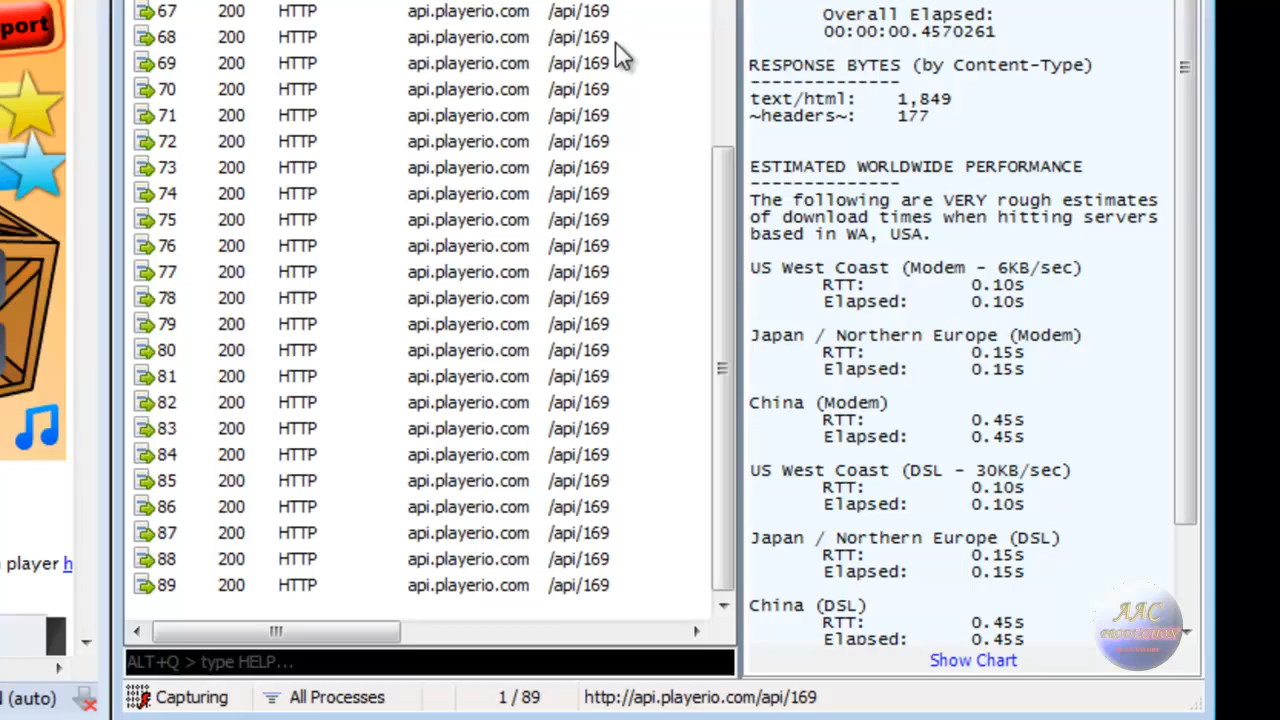 port
player h
l (auto)
67 200 HTTP api.playerio.com /api/169
68 200 HTTP api.playerio.com /api/169
69 200 HTTP api.playerio.com /api/169
70 200 HTTP api.playerio.com /api/169
71 200 HTTP api.playerio.com /api/169
72 200 HTTP api.playerio.com /api/169
73 200 HTTP api.playerio.com /api/169
74 200 HTTP api.playerio.com /api/169
75 200 HTTP api.playerio.com /api/169
76 200 HTTP api.playerio.com /api/169
77 200 HTTP api.playerio.com /api/169
78 200 HTTP api.playerio.com /api/169
79 200 HTTP api.playerio.com /api/169
80 200 HTTP api.playerio.com /api/169
81 200 HTTP api.playerio.com /api/169
82 200 HTTP api.playerio.com /api/169
83 200 HTTP api.playerio.com /api/169
84 200 HTTP api.playerio.com /api/169
85 200 HTTP api.playerio.com /api/169
86 200 HTTP api.playerio.com /api/169
87 200 HTTP api.playerio.com /api/169
88 200 HTTP api.playerio.com /api/169
89 200 HTTP api.playerio.com /api/169
ALT+Q > type HELP...
Capturing All Processes 1 / 89 http://api.playerio.com/api/169
Overall Elapsed:
00:00:00.4570261
RESPONSE BYTES (by Content-Type)
--------------
text/html: 1,849
~headers~: 177
ESTIMATED WORLDWIDE PERFORMANCE
--------------
The following are VERY rough estimates
of download times when hitting servers
based in WA, USA.
US West Coast (Modem - 6KB/sec)
RTT: 0.10s
Elapsed: 0.10s
Japan / Northern Europe (Modem)
RTT: 0.15s
Elapsed: 0.15s
China (Modem)
RTT: 0.45s
Elapsed: 0.45s
US West Coast (DSL - 30KB/sec)
RTT: 0.10s
Elapsed: 0.10s
Japan / Northern Europe (DSL)
RTT: 0.15s
Elapsed: 0.15s
China (DSL)
RTT: 0.45s
Elapsed: 0.45s
Show Chart
AAC
PRODUCTION